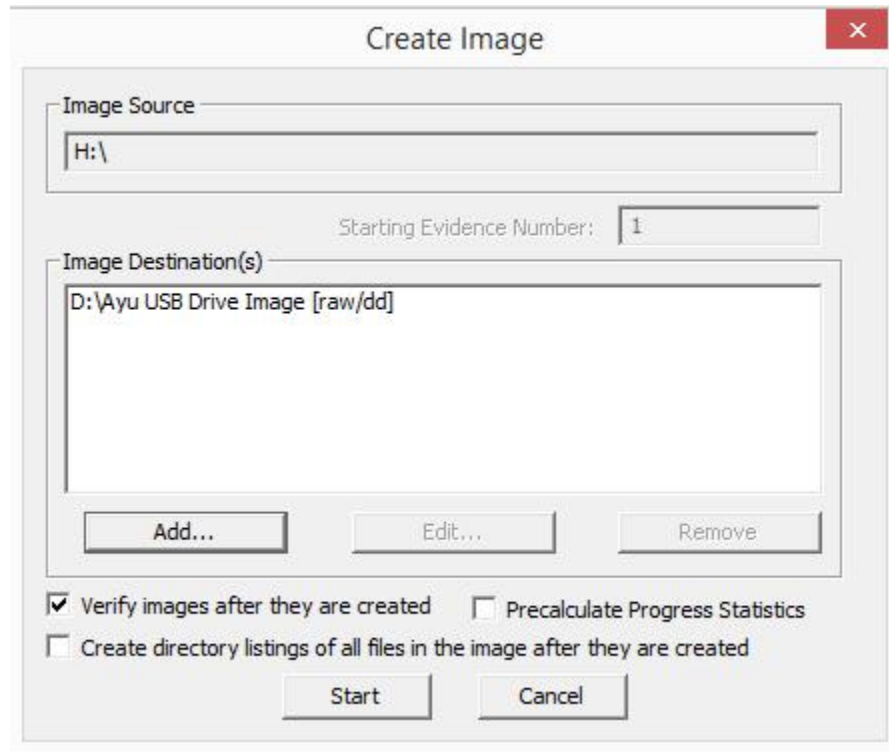 Create Image
Image Source
H:\
Starting Evidence Number: 1
Image Destination(s)
D:\Ayu USB Drive Image [raw/dd]
Add... Edit... Remove
Verify images after they are created Precalculate Progress Statistics
Create directory listings of all files in the image after they are created
Start Cancel